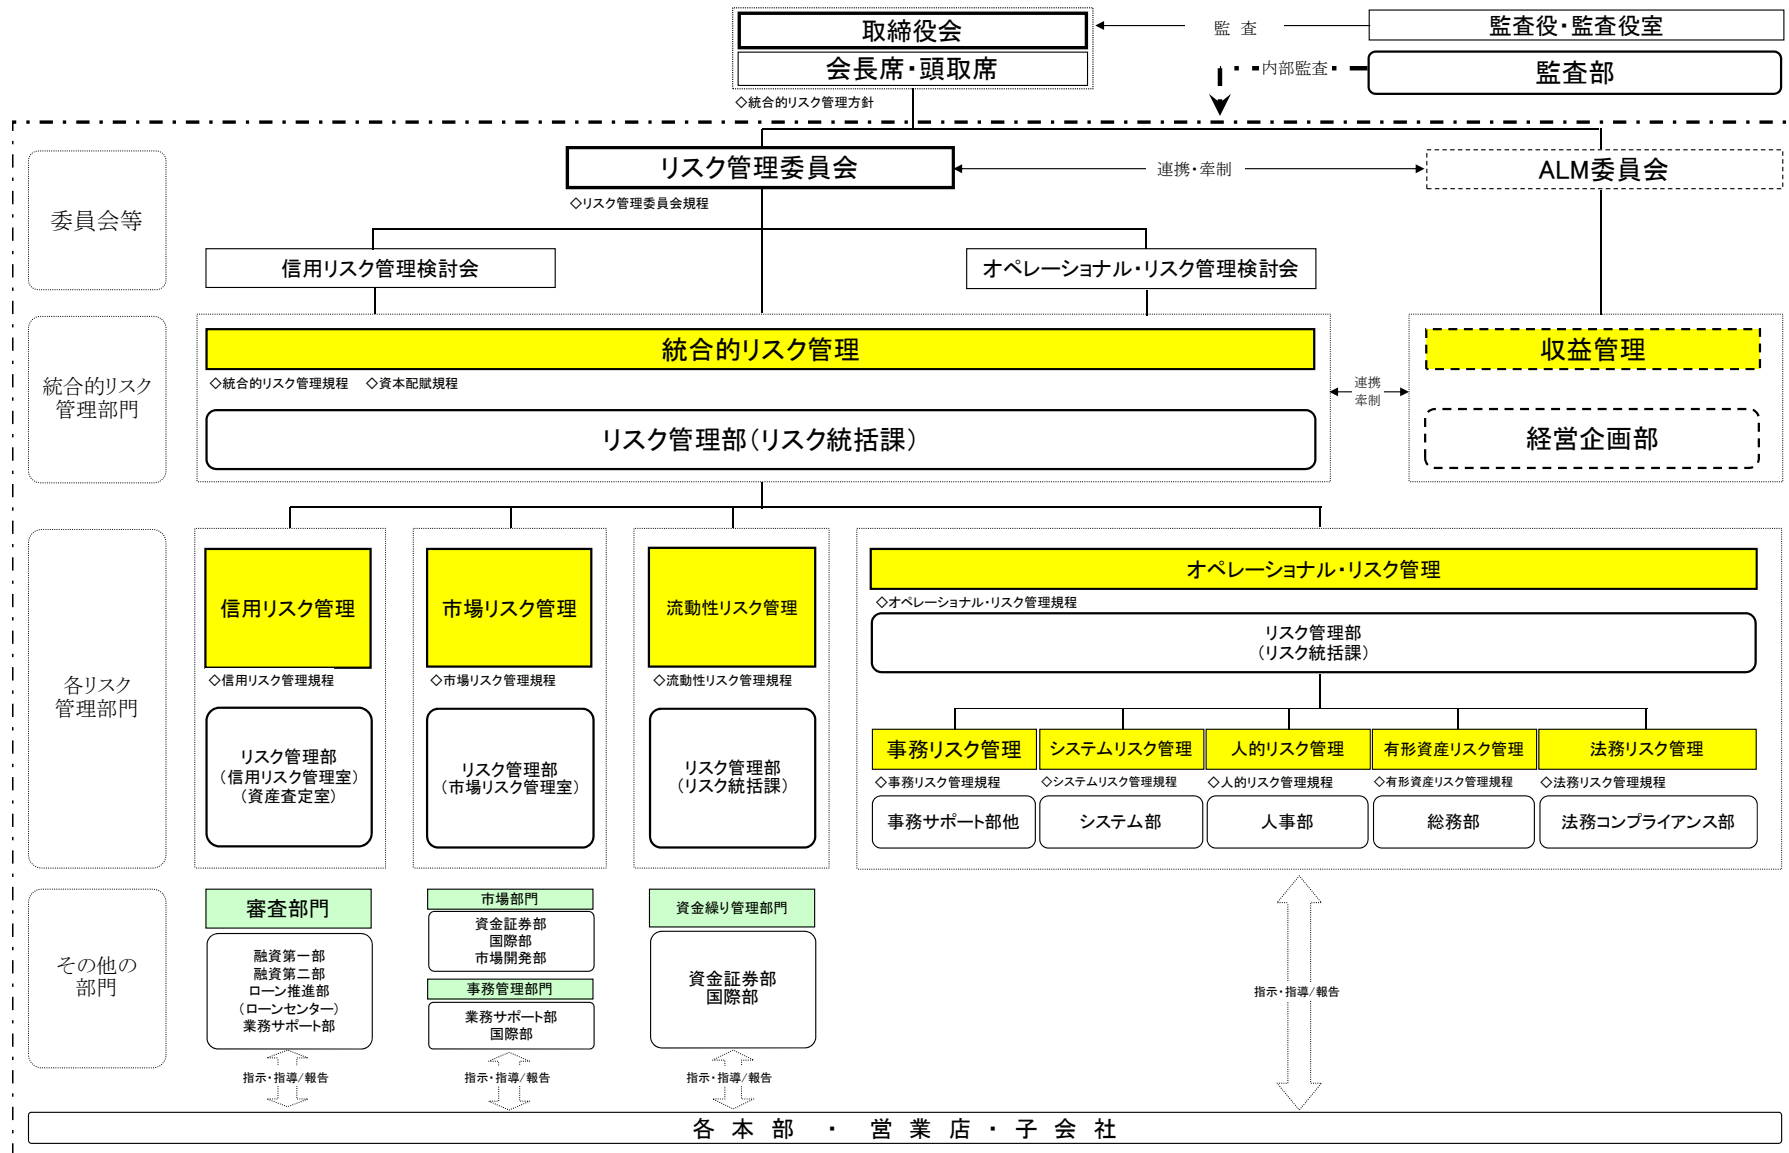 取締役会
会長席・頭取席
◇統合的リスク管理方針
監 査
監査役・監査役室
内部監査
監査部
委員会等
リスク管理委員会
◇リスク管理委員会規程
連携・牽制
ALM委員会
信用リスク管理検討会
オペレーショナル・リスク管理検討会
統合的リスク
管理部門
統合的リスク管理
◇統合的リスク管理規程 ◇資本配賦規程
リスク管理部（リスク統括課）
連携
牽制
収益管理
経営企画部
各リスク
管理部門
信用リスク管理
◇信用リスク管理規程
リスク管理部
（信用リスク管理室）
（資産査定室）
市場リスク管理
◇市場リスク管理規程
リスク管理部
（市場リスク管理室）
流動性リスク管理
◇流動性リスク管理規程
リスク管理部
（リスク統括課）
オペレーショナル・リスク管理
◇オペレーショナル・リスク管理規程
リスク管理部
（リスク統括課）
事務リスク管理
◇事務リスク管理規程
事務サポート部他
システムリスク管理
◇システムリスク管理規程
システム部
人的リスク管理
◇人的リスク管理規程
人事部
有形資産リスク管理
◇有形資産リスク管理規程
総務部
法務リスク管理
◇法務リスク管理規程
法務コンプライアンス部
その他の
部門
審査部門
融資第一部
融資第二部
ローン推進部
（ローンセンター）
業務サポート部
市場部門
資金証券部
国際部
市場開発部
事務管理部門
業務サポート部
国際部
資金繰り管理部門
資金証券部
国際部
指示・指導/報告
指示・指導/報告
指示・指導/報告
指示・指導/報告
各 本 部 ・ 営 業 店 ・ 子 会 社